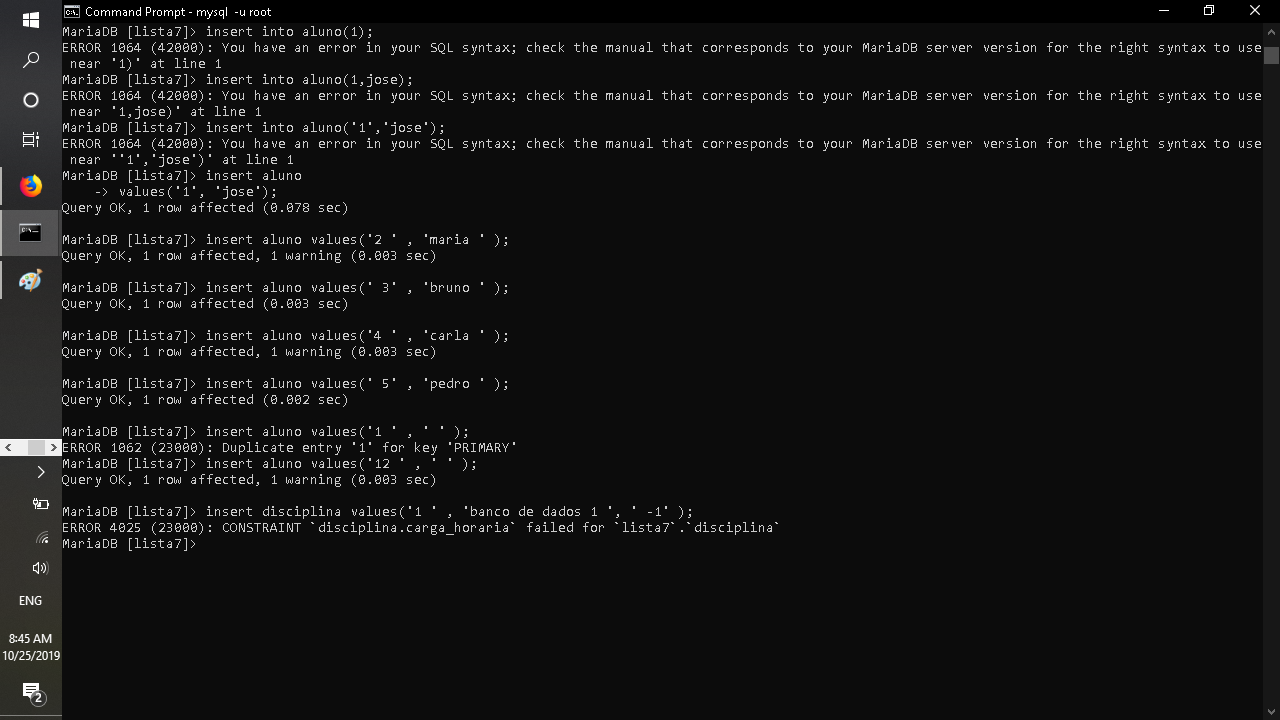 Command Prompt - mysql  -u root
MariaDB [lista7]> insert into aluno(1);
ERROR 1064 (42000): You have an error in your SQL syntax; check the manual that corresponds to your MariaDB server version for the right syntax to use
 near '1)' at line 1
MariaDB [lista7]> insert into aluno(1,jose);
ERROR 1064 (42000): You have an error in your SQL syntax; check the manual that corresponds to your MariaDB server version for the right syntax to use
 near '1,jose)' at line 1
MariaDB [lista7]> insert into aluno('1','jose');
ERROR 1064 (42000): You have an error in your SQL syntax; check the manual that corresponds to your MariaDB server version for the right syntax to use
 near ''1','jose')' at line 1
MariaDB [lista7]> insert aluno
    -> values('1', 'jose');
Query OK, 1 row affected (0.078 sec)
MariaDB [lista7]> insert aluno values('2 ' , 'maria ' );
Query OK, 1 row affected, 1 warning (0.003 sec)
MariaDB [lista7]> insert aluno values(' 3' , 'bruno ' );
Query OK, 1 row affected (0.003 sec)
MariaDB [lista7]> insert aluno values('4 ' , 'carla ' );
Query OK, 1 row affected, 1 warning (0.003 sec)
MariaDB [lista7]> insert aluno values(' 5' , 'pedro ' );
Query OK, 1 row affected (0.002 sec)
MariaDB [lista7]> insert aluno values('1 ' , ' ' );
ERROR 1062 (23000): Duplicate entry '1' for key 'PRIMARY'
MariaDB [lista7]> insert aluno values('12 ' , ' ' );
Query OK, 1 row affected, 1 warning (0.003 sec)
MariaDB [lista7]> insert disciplina values('1 ' , 'banco de dados 1 ', ' -1' );
ERROR 4025 (23000): CONSTRAINT `disciplina.carga_horaria` failed for `lista7`.`disciplina`
MariaDB [lista7]>
ENG
8:45 AM
10/25/2019
2